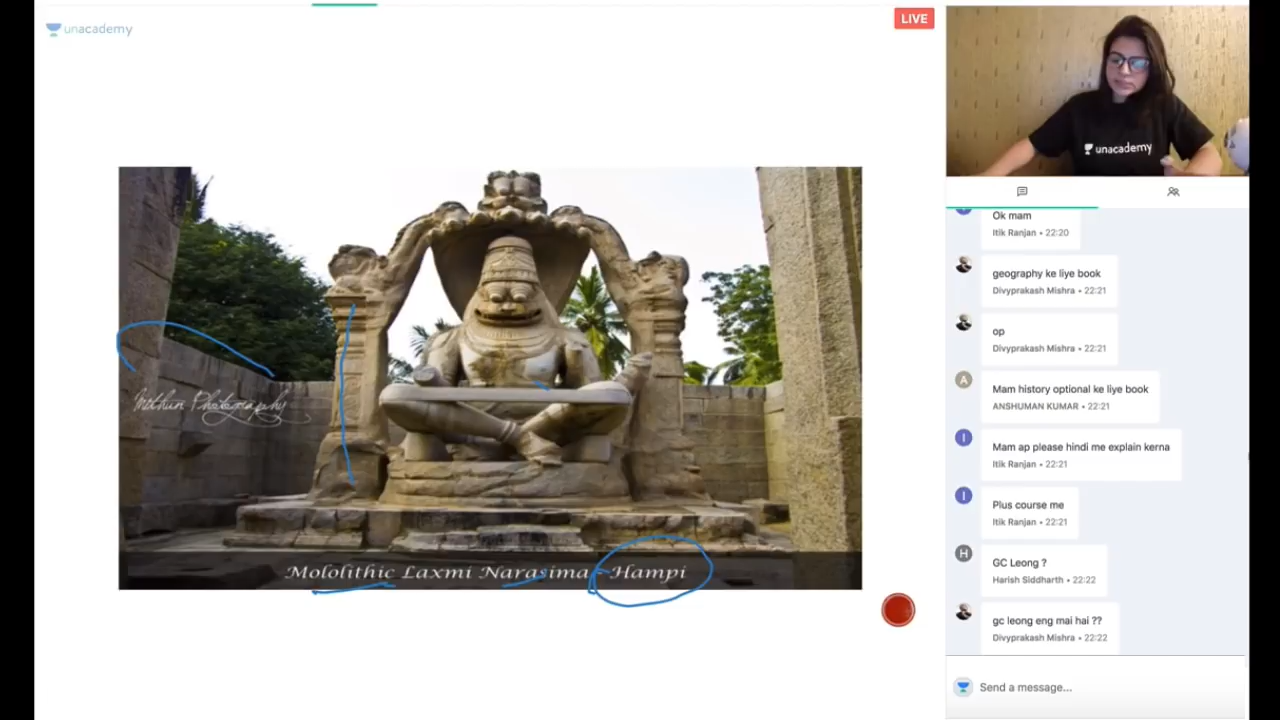 unacademy
LIVE
Mithun Photography
Mololithic Laxmi Narasima - Hampi
unacademy
Ok mam
Itik Ranjan • 22:20
geography ke liye book
Divyprakash Mishra • 22:21
op
Divyprakash Mishra • 22:21
A
Mam history optional ke liye book
ANSHUMAN KUMAR • 22:21
I
Mam ap please hindi me explain kerna
Itik Ranjan • 22:21
I
Plus course me
Itik Ranjan • 22:21
H
GC Leong ?
Harish Siddharth • 22:22
gc leong eng mai hai ??
Divyprakash Mishra • 22:22
Send a message...